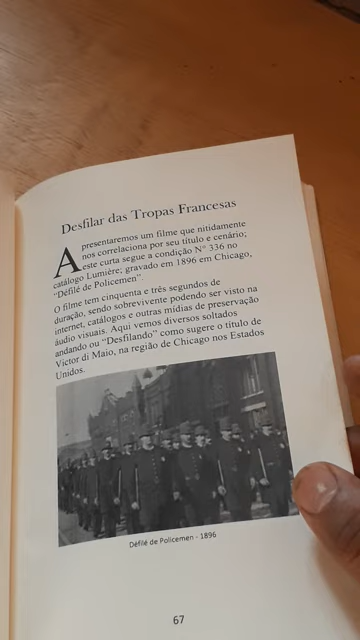 Desfilar das Tropas Francesas
Apresentaremos um filme que nitidamente
nos correlaciona por seu título e cenário;
este curta segue a condição N° 336 no
catálogo Lumière; gravado em 1896 em Chicago,
"Défilé de Policemen".
O filme tem cinquenta e três segundos de
duração, sendo sobrevivente podendo ser visto na
internet, catálogos e outras mídias de preservação
áudio visuais. Aqui vemos diversos soldados
andando ou "Desfilando" como sugere o título de
Victor di Maio, na região de Chicago nos Estados
Unidos.
Défilé de Policemen - 1896
67